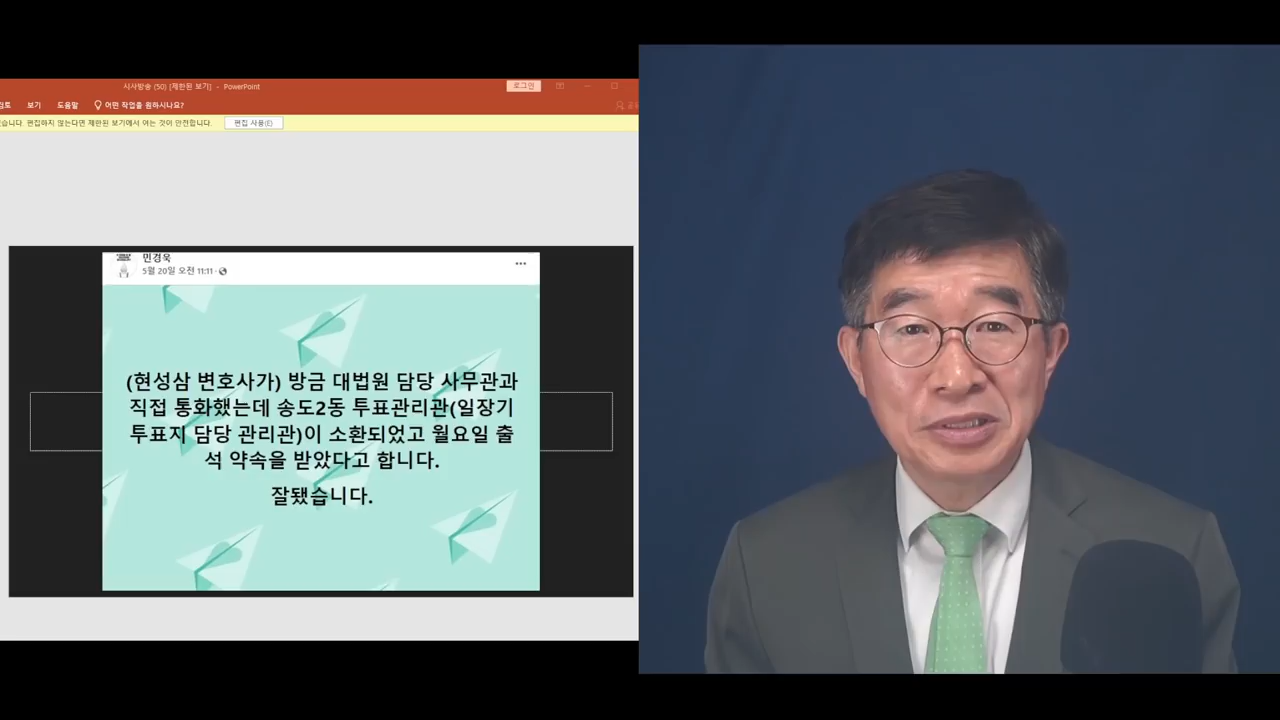 시사방송 (50) [제한된 보기] - PowerPoint
로그인
검토 보기 도움말 어떤 작업을 원하시나요?
습니다. 편집하지 않는다면 제한된 보기에서 여는 것이 안전합니다. 편집 사용(E)
민경욱
5월 20일 오전 11:11 ·
(현성삼 변호사가) 방금 대법원 담당 사무관과
직접 통화했는데 송도2동 투표관리관(일장기
투표지 담당 관리관)이 소환되었고 월요일 출
석 약속을 받았다고 합니다.
잘됐습니다.